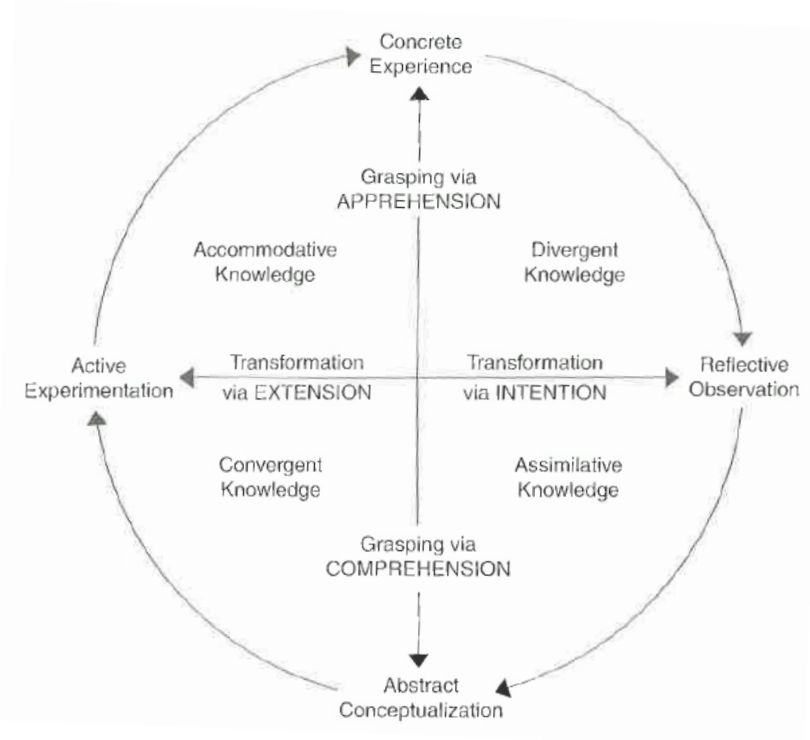 Concrete
Experience
Grasping via
APPREHENSION
Accommodative
Knowledge
Divergent
Knowledge
Active
Experimentation
Transformation
via EXTENSION
Transformation
via INTENTION
Reflective
Observation
Convergent
Knowledge
Assimilative
Knowledge
Grasping via
COMPREHENSION
Abstract
Conceptualization